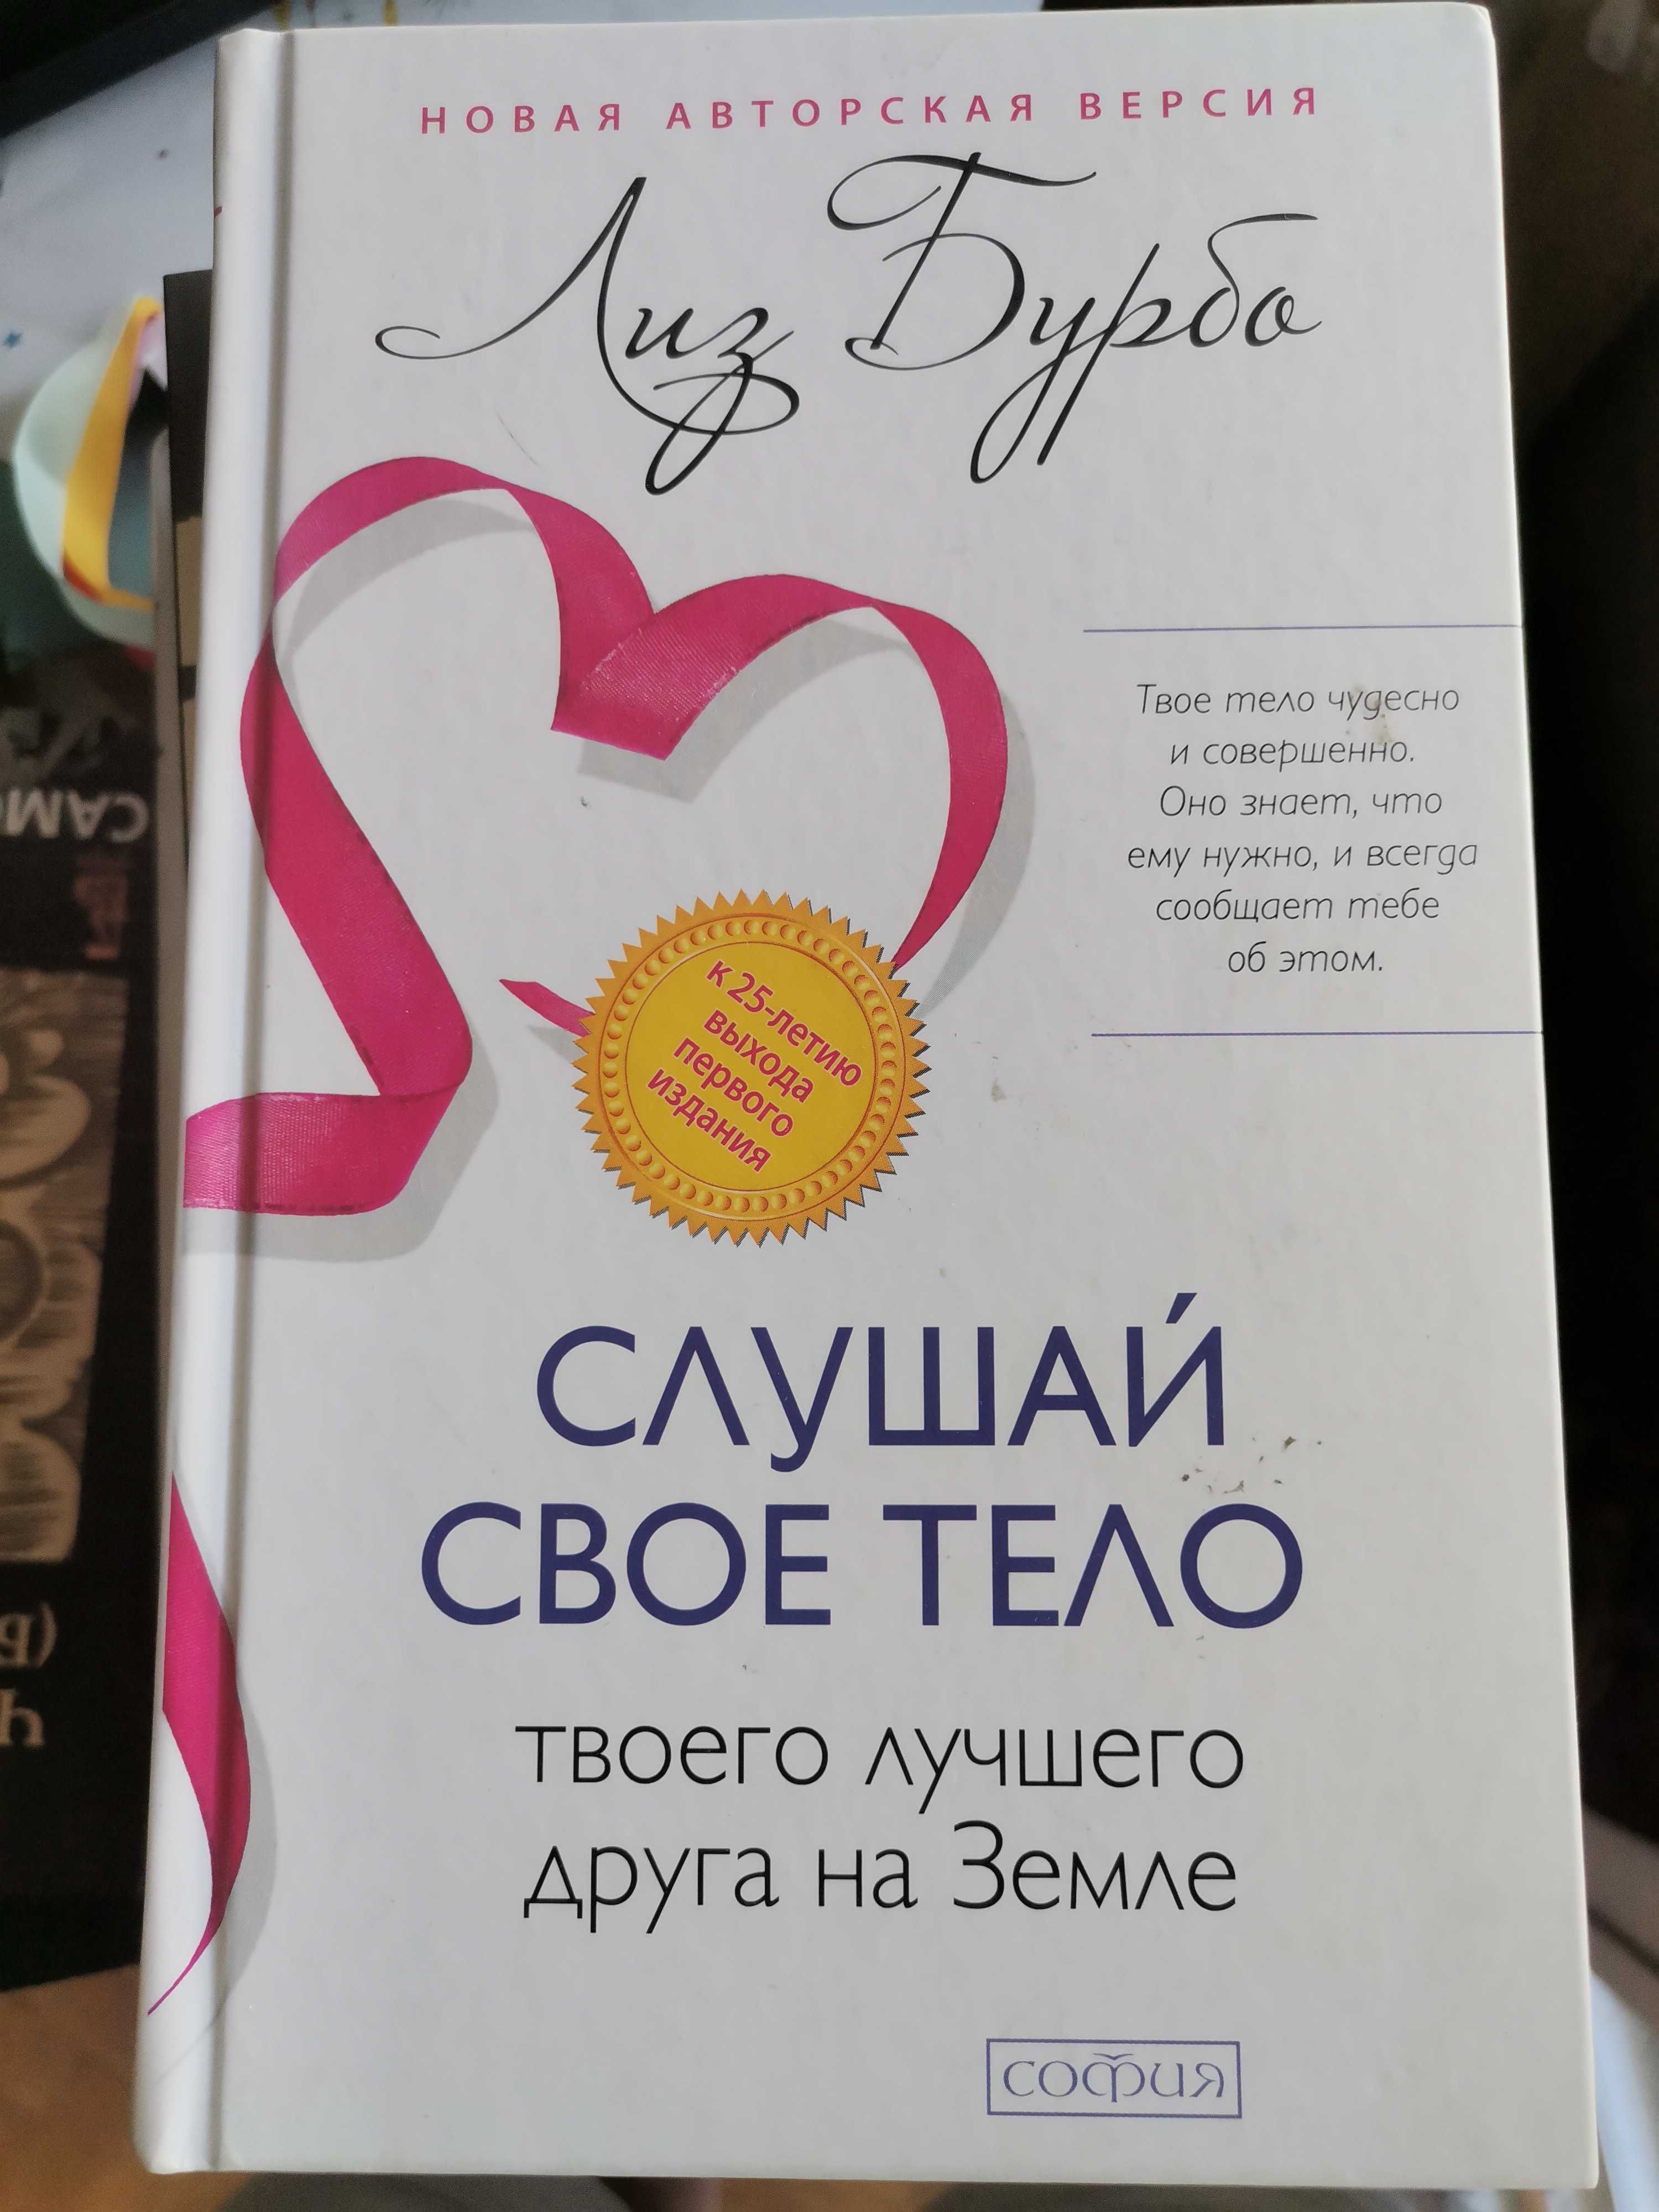 НОВАЯ АВТОРСКАЯ ВЕРСИЯ
Лиз Бурбо
Твое тело чудесно
и совершенно.
Оно знает, что
ему нужно, и всегда
сообщает тебе
об этом.
к 25-летию
выхода
первого
издания
СЛУШАЙ
СВОЕ ТЕЛО
твоего лучшего
друга на Земле
софия